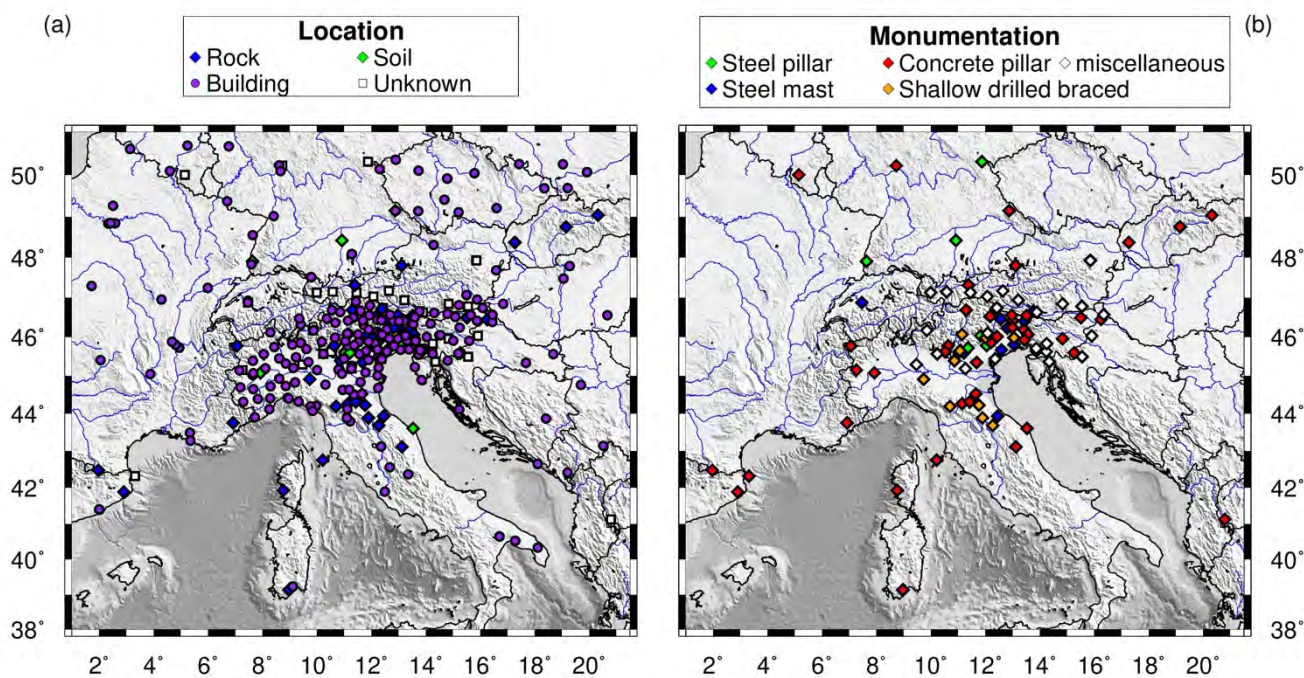 (a)
Location
Rock
Soil
Building
Unknown
(b)
Monumentation
Steel pillar
Concrete pillar
miscellaneous
Steel mast
Shallow drilled braced
50˚
48˚
46˚
44˚
42˚
40˚
38˚
2˚ 4˚ 6˚ 8˚ 10˚ 12˚ 14˚ 16˚ 18˚ 20˚
50˚
48˚
46˚
44˚
42˚
40˚
38˚
2˚ 4˚ 6˚ 8˚ 10˚ 12˚ 14˚ 16˚ 18˚ 20˚